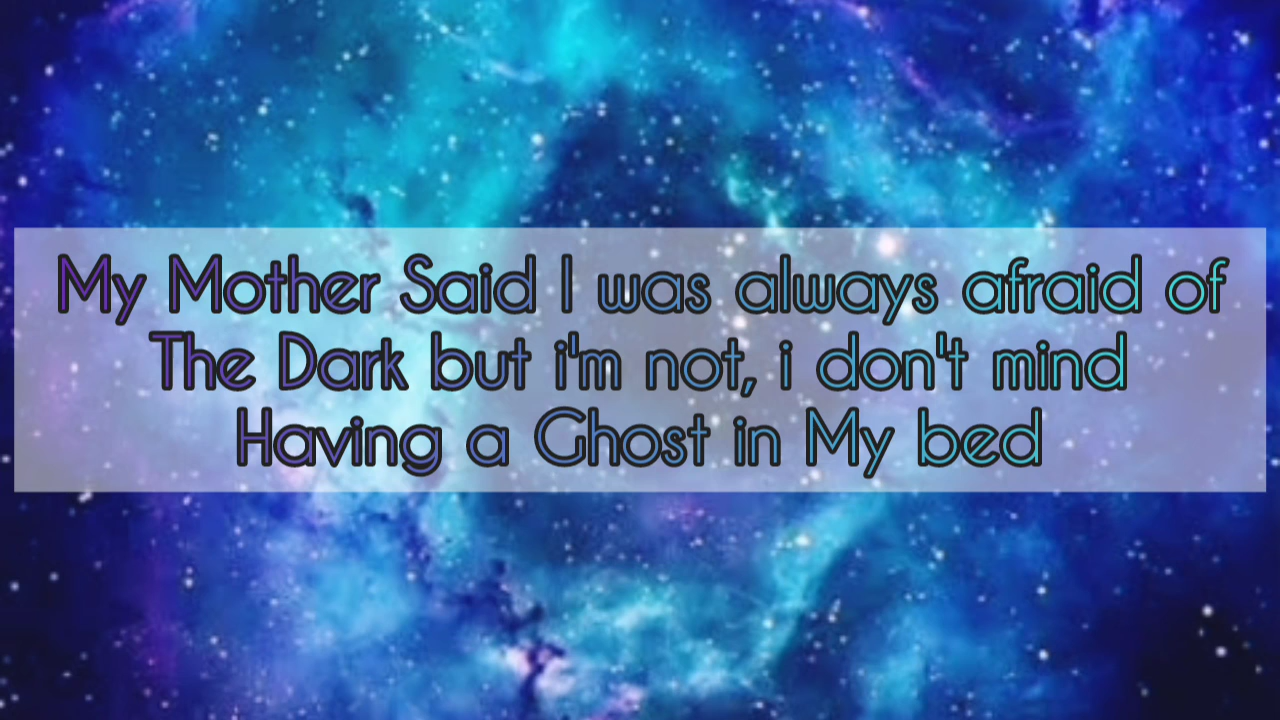 My Mother Said I was always afraid of
The Dark but i'm not, i don't mind
Having a Ghost in My bed